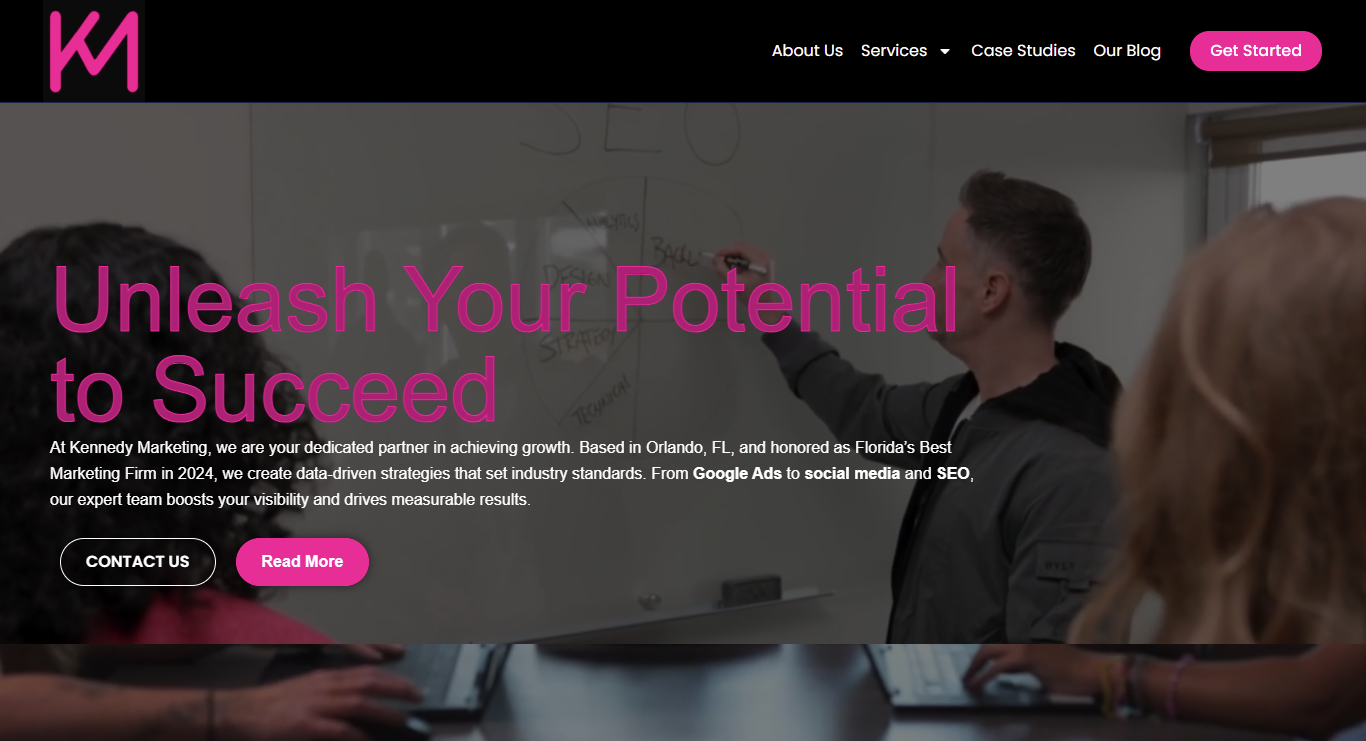 KM
About Us Services Case Studies Our Blog Get Started
SEO
ANALYTICS
BACKL
DESIGN
STRATEGY
TECHNICAL
Unleash Your Potential
to Succeed
At Kennedy Marketing, we are your dedicated partner in achieving growth. Based in Orlando, FL, and honored as Florida’s Best
Marketing Firm in 2024, we create data-driven strategies that set industry standards. From Google Ads to social media and SEO,
our expert team boosts your visibility and drives measurable results.
CONTACT US Read More